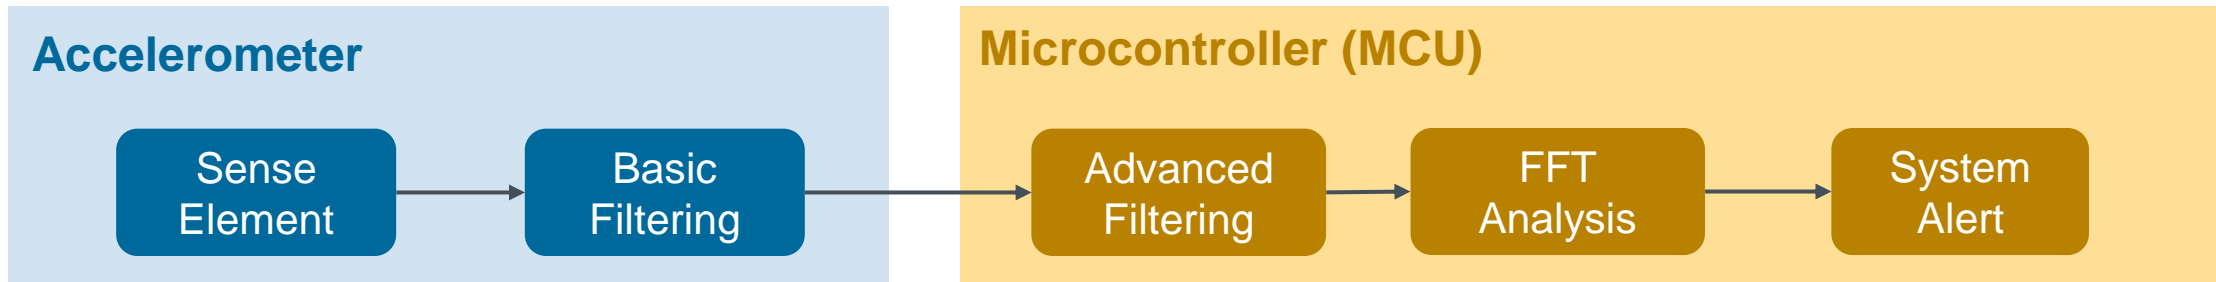 Accelerometer
Sense
Element
Basic
Filtering
Microcontroller (MCU)
Advanced
Filtering
FFT
Analysis
System
Alert